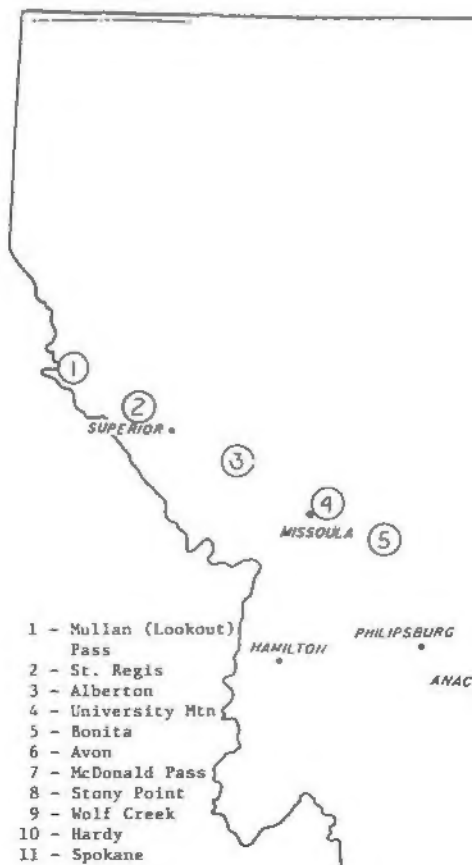 1
2
SUPERIOR
3
4
MISSOULA
5
HAMILTON
PHILIPSBURG
ANAC
1 - Mullan (Lookout)
Pass
2 - St. Regis
3 - Alberton
4 - University Mtn
5 - Bonita
6 - Avon
7 - McDonald Pass
8 - Stony Point
9 - Wolf Creek
10 - Hardy
11 - Spokane